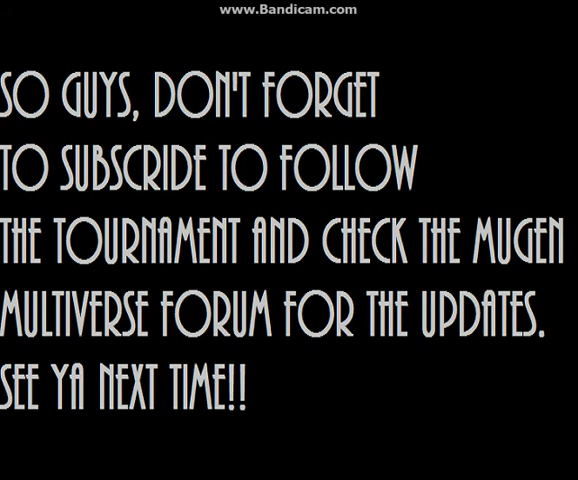 www.Bandicam.com
SO GUYS, DON'T FORGET
TO SUBSCRIDE TO FOLLOW
THE TOURNAMENT AND CHECK THE MUGEN
MULTIVERSE FORUM FOR THE UPDATES.
SEE YA NEXT TIME!!